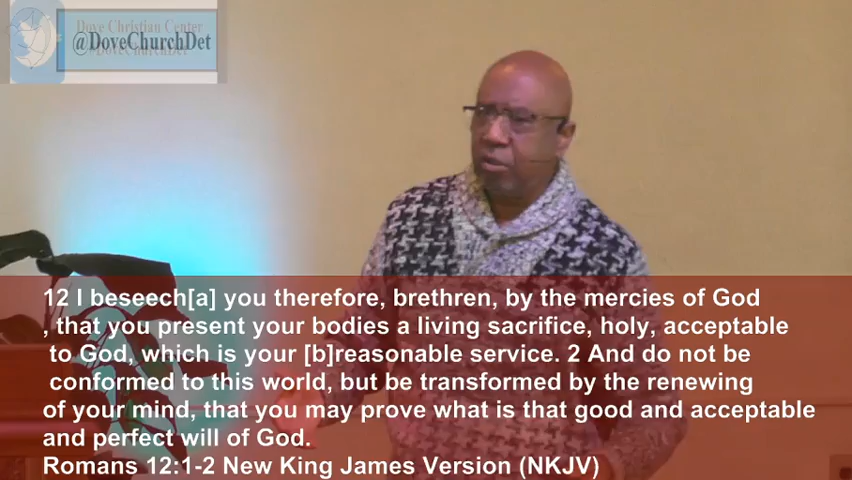 Dove Christian Center
@DoveChurchDet
@DoveChurchDet
12 I beseech[a] you therefore, brethren, by the mercies of God
, that you present your bodies a living sacrifice, holy, acceptable
to God, which is your [b]reasonable service. 2 And do not be
conformed to this world, but be transformed by the renewing
of your mind, that you may prove what is that good and acceptable
and perfect will of God.
Romans 12:1-2 New King James Version (NKJV)